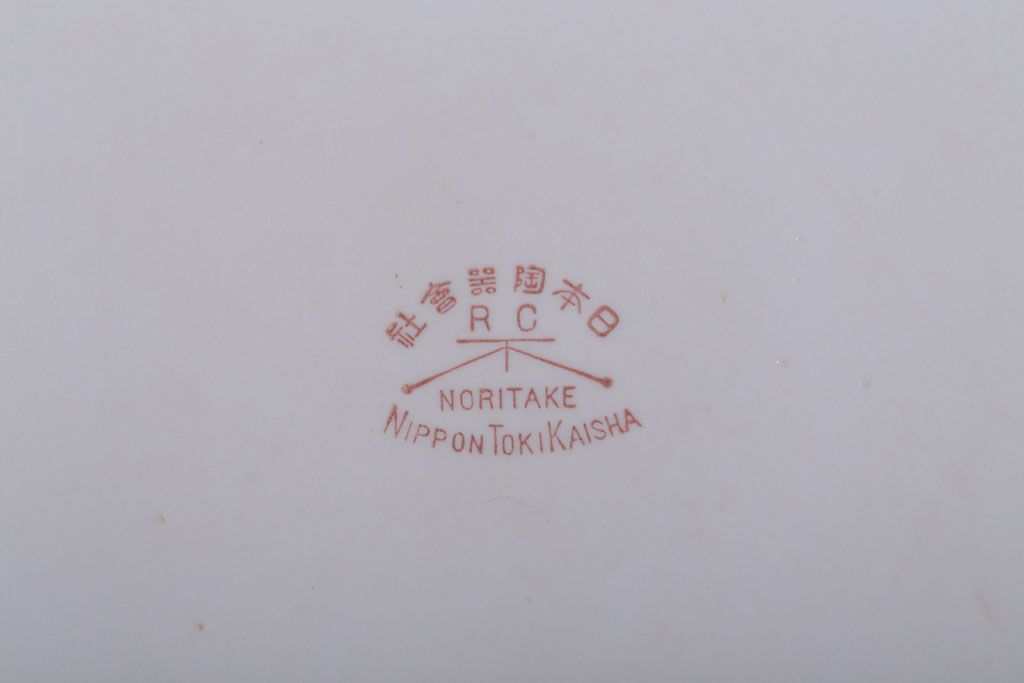 日本陶器會社
R C
NORITAKE
NIPPON TOKI KAISHA